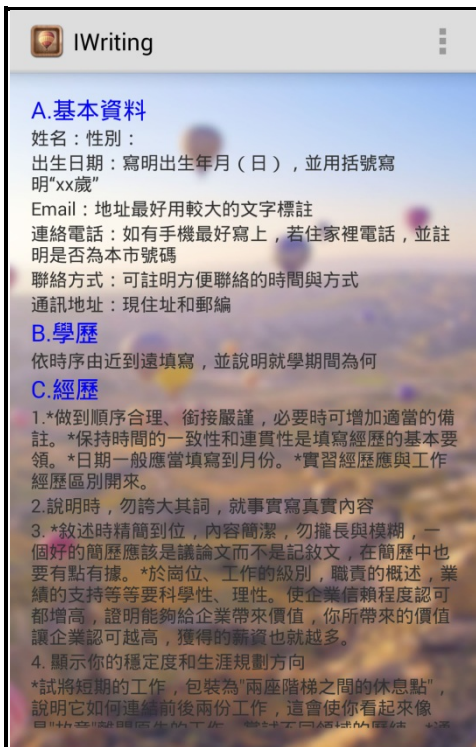 IWriting
A.基本資料
姓名：性別：
出生日期：寫明出生年月（日），並用括號寫
明“xx歲”
Email：地址最好用較大的文字標註
連絡電話：如有手機最好寫上，若住家裡電話，並註
明是否為本市號碼
聯絡方式：可註明方便聯絡的時間與方式
通訊地址：現住址和郵編
B.學歷
依時序由近到遠填寫，並說明就學期間為何
C.經歷
1.*做到順序合理、銜接嚴謹，必要時可增加適當的備
註。*保持時間的一致性和連貫性是填寫經歷的基本要
領。*日期一般應當填寫到月份。*實習經歷應與工作
經歷區別開來。
2.說明時，勿誇大其詞，就事實寫真實內容
3. *敘述時精簡到位，內容簡潔，勿攏長與模糊，一
個好的簡歷應該是議論文而不是記敘文，在簡歷中也
要有點有據。*於崗位、工作的級別，職責的概述，業
績的支持等等要科學性、理性。使企業信賴程度認可
都增高，證明能夠給企業帶來價值，你所帶來的價值
讓企業認可越高，獲得的薪資也就越多。
4. 顯示你的穩定度和生涯規劃方向
*試將短期的工作，包裝為"兩座階梯之間的休息點"，
說明它如何連結前後兩份工作，這會使你看起來像